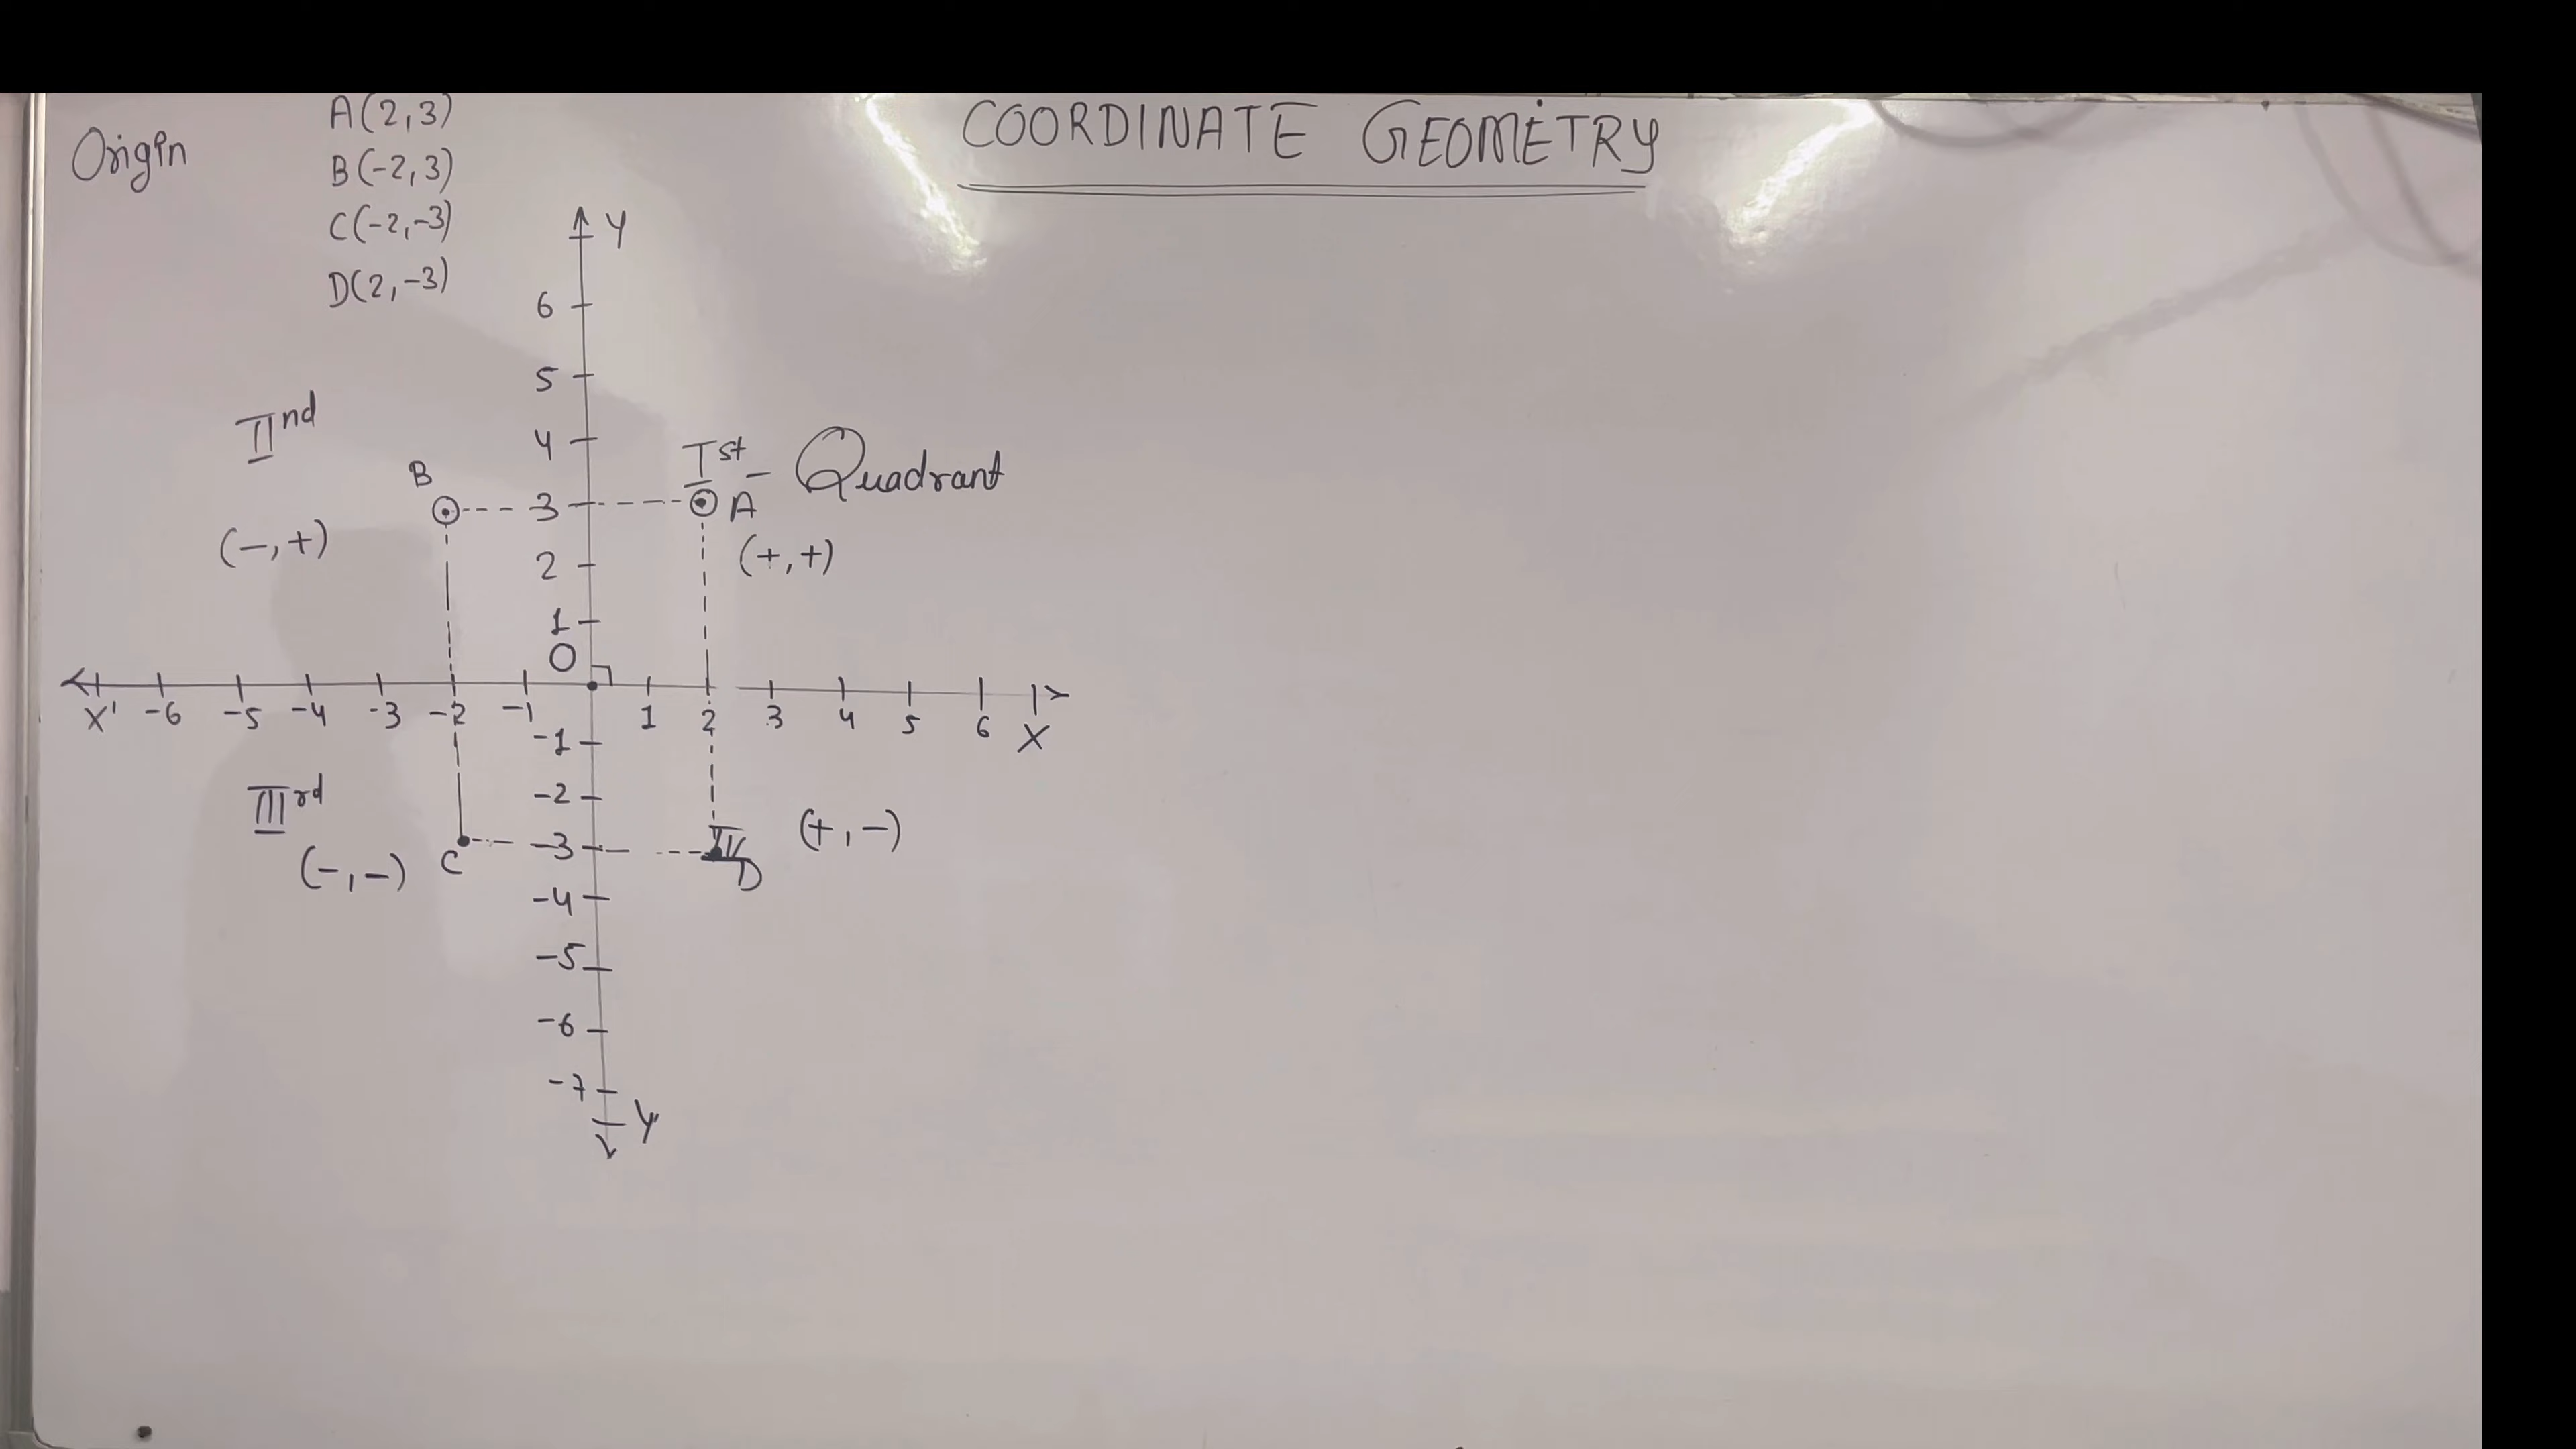 COORDINATE GEOMETRY
Origin
A(2,3)
B(-2,3)
C(-2,-3)
D(2,-3)
Y
6
5
IInd
4
Ist - Quadrant
B
3
A
(-,+)
(+,+)
2
1
O
X' -6 -5 -4 -3 -2 -1 1 2 3 4 5 6 X
-1
-2
IIIrd
(+,-)
-3
IV
(-,-)
C
D
-4
-5
-6
-7
Y'